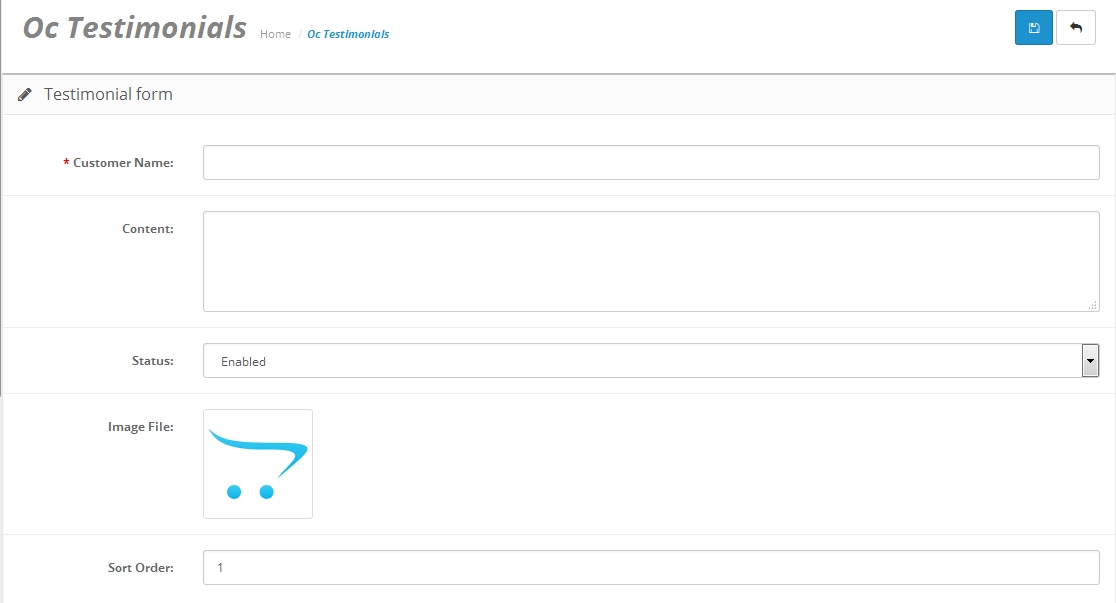 Oc Testimonials Home / Oc Testimonials
Testimonial form
* Customer Name:
Content:
Status: Enabled
Image File:
Sort Order: 1